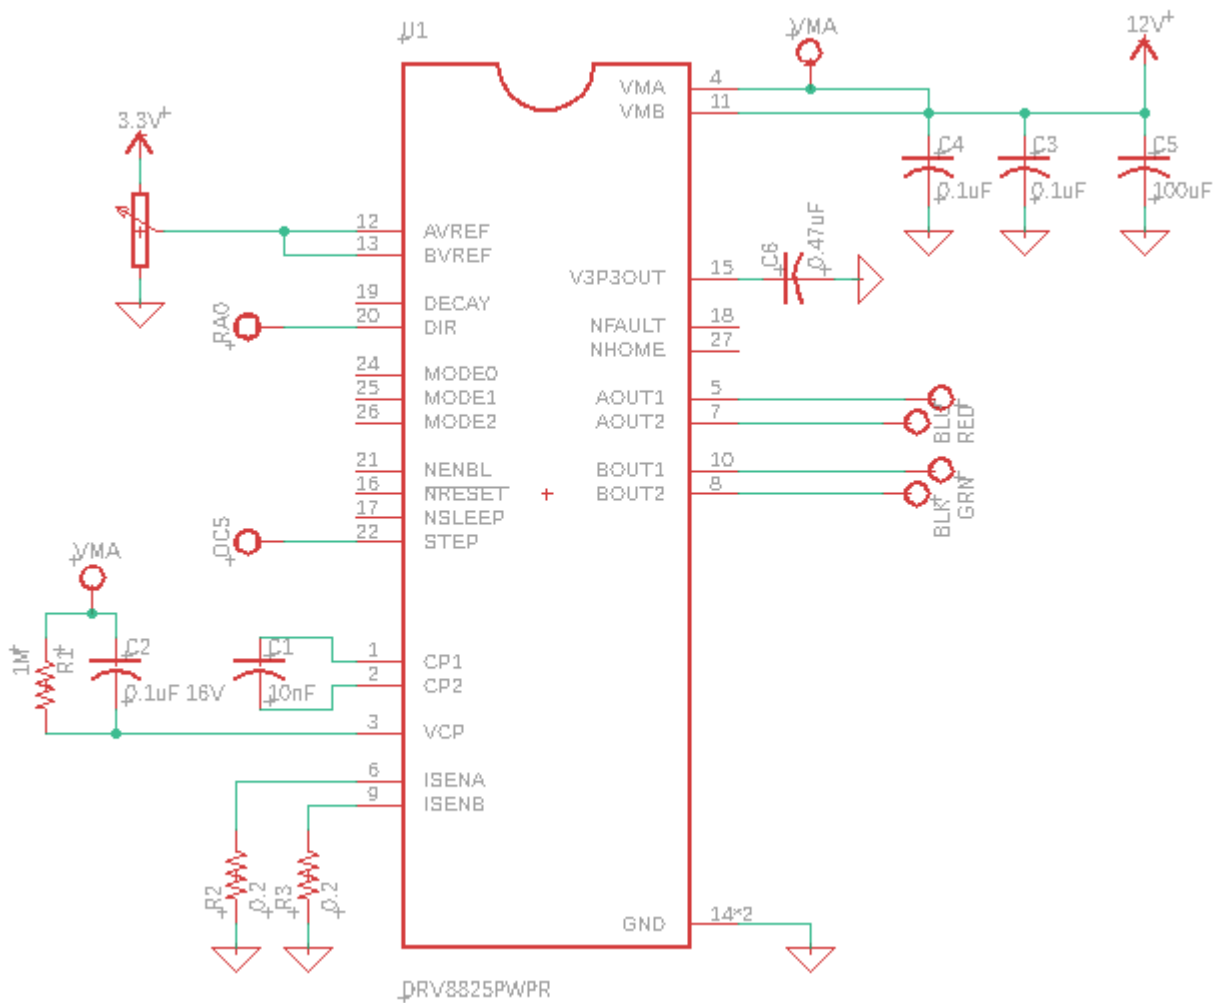 U1
VMA
12V
4
VMA
11
VMB
3.3V
C4
C3
C5
0.1uF
0.1uF
100uF
12
AVREF
13
BVREF
C6
0.47uF
15
V3P3OUT
19
DECAY
20
DIR
RA0
18
NFAULT
27
NHOME
24
MODE0
25
MODE1
26
MODE2
5
AOUT1
7
AOUT2
BLU
RED
21
NENBL
16
NRESET
17
NSLEEP
22
STEP
OC5
10
BOUT1
8
BOUT2
BLK
GRN
VMA
1M
R1
C2
0.1uF 16V
C1
10nF
1
CP1
2
CP2
3
VCP
6
ISENA
9
ISENB
R2
0.2
R3
0.2
GND
14*2
DRV8825PWPR